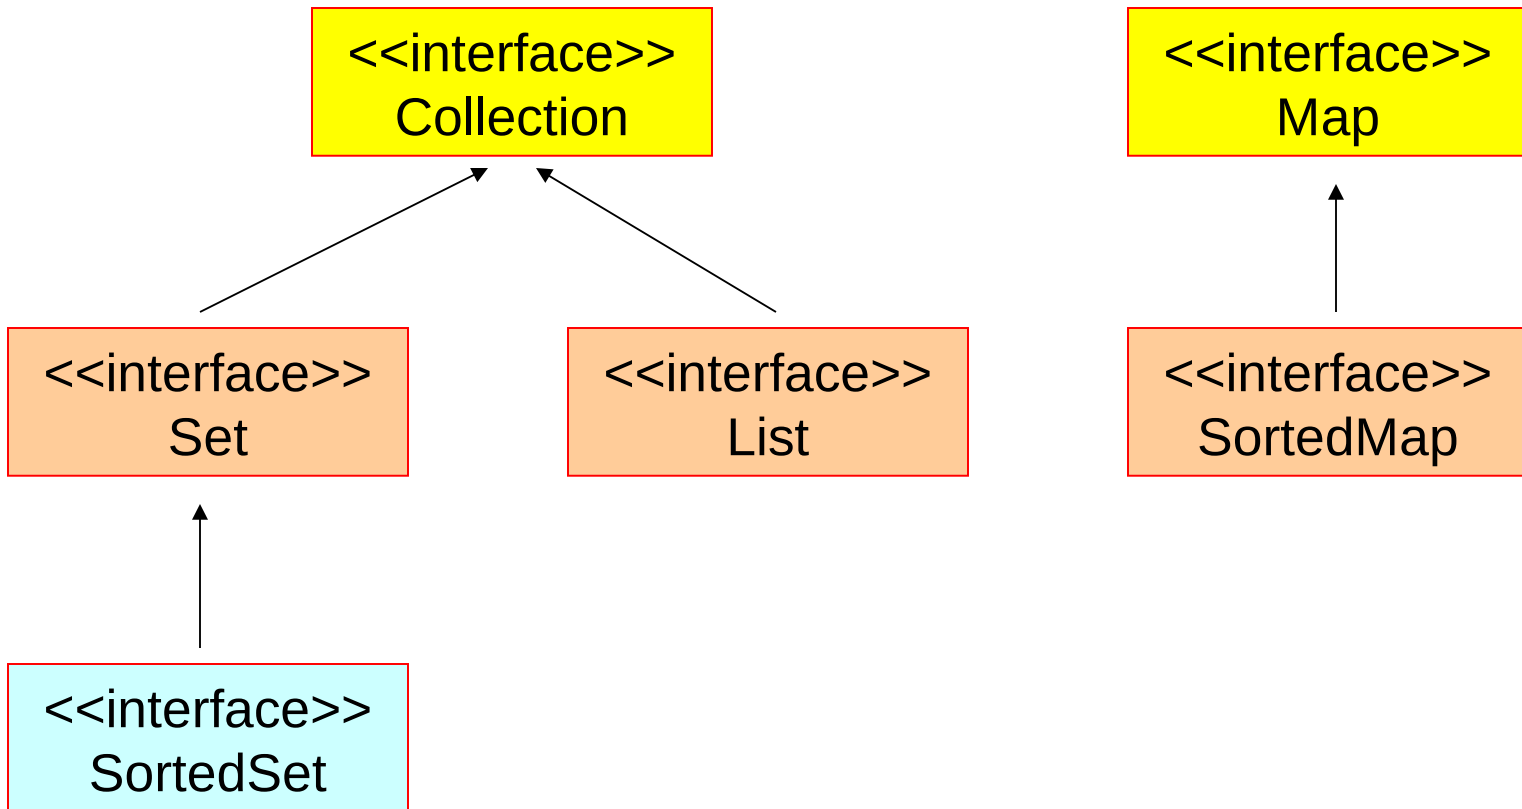 <<interface>>
Collection
<<interface>>
Map
<<interface>>
Set
<<interface>>
List
<<interface>>
SortedMap
<<interface>>
SortedSet